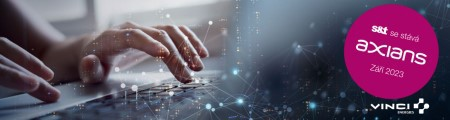 s&t se stává
axians
Září 2023
VINCI
ENERGIES